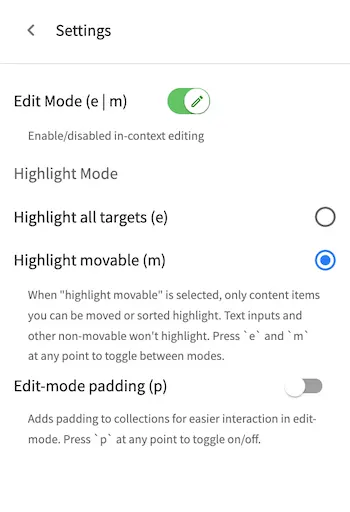 Settings
Edit Mode (e | m)
Enable/disabled in-context editing
Highlight Mode
Highlight all targets (e)
Highlight movable (m)
When "highlight movable" is selected, only content items
you can be moved or sorted highlight. Text inputs and
other non-movable won't highlight. Press `e` and `m`
at any point to toggle between modes.
Edit-mode padding (p)
Adds padding to collections for easier interaction in edit-
mode. Press `p` at any point to toggle on/off.